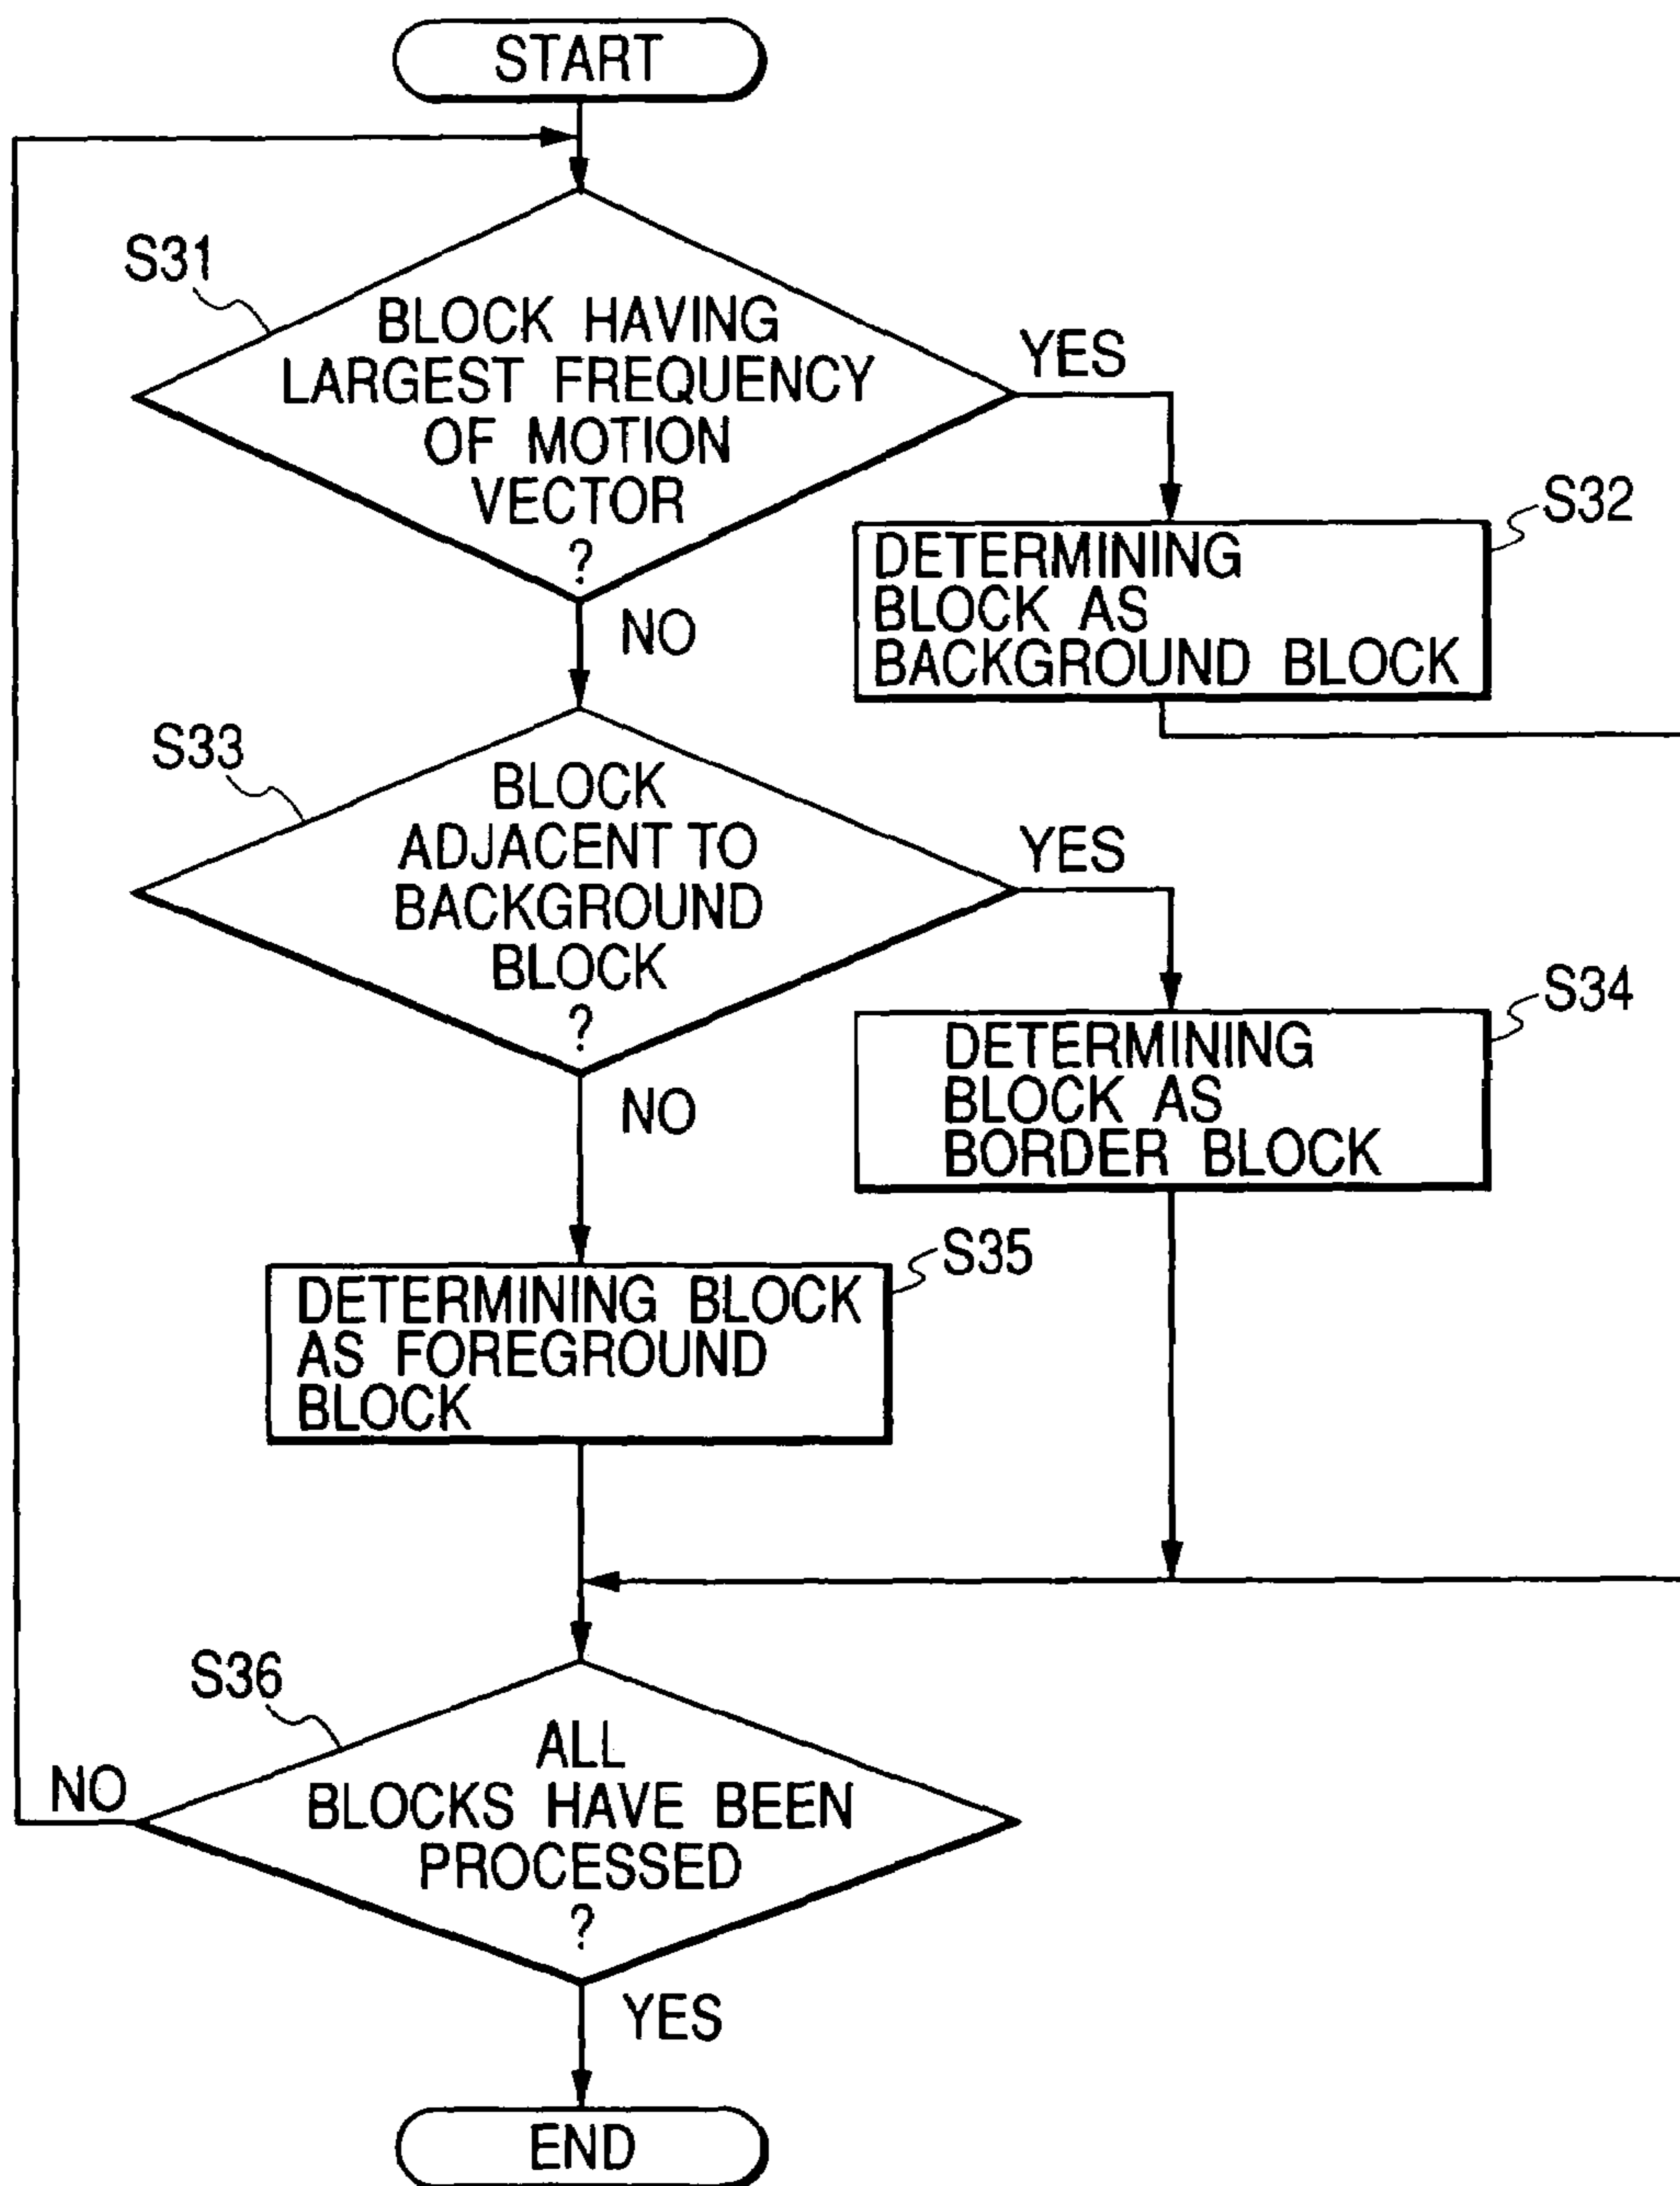 START
S31
BLOCK HAVING
LARGEST FREQUENCY
OF MOTION
VECTOR
?
YES
S32
DETERMINING
BLOCK AS
BACKGROUND BLOCK
NO
S33
BLOCK
ADJACENT TO
BACKGROUND
BLOCK
?
YES
S34
DETERMINING
BLOCK AS
BORDER BLOCK
NO
S35
DETERMINING BLOCK
AS FOREGROUND
BLOCK
S36
ALL
BLOCKS HAVE BEEN
PROCESSED
?
NO
YES
END